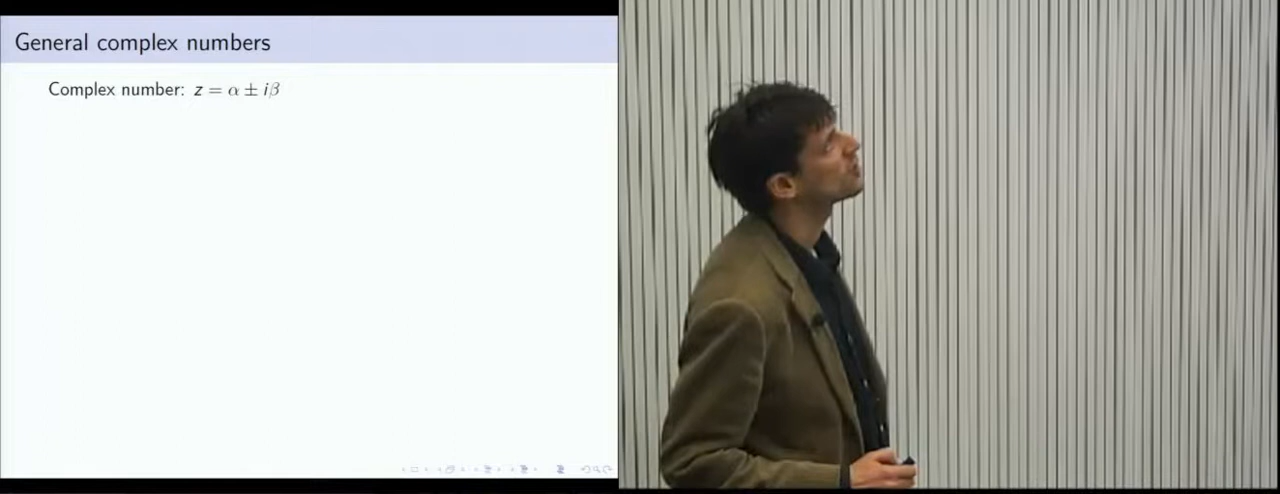 General complex numbers
Complex number: z = α ± iβ